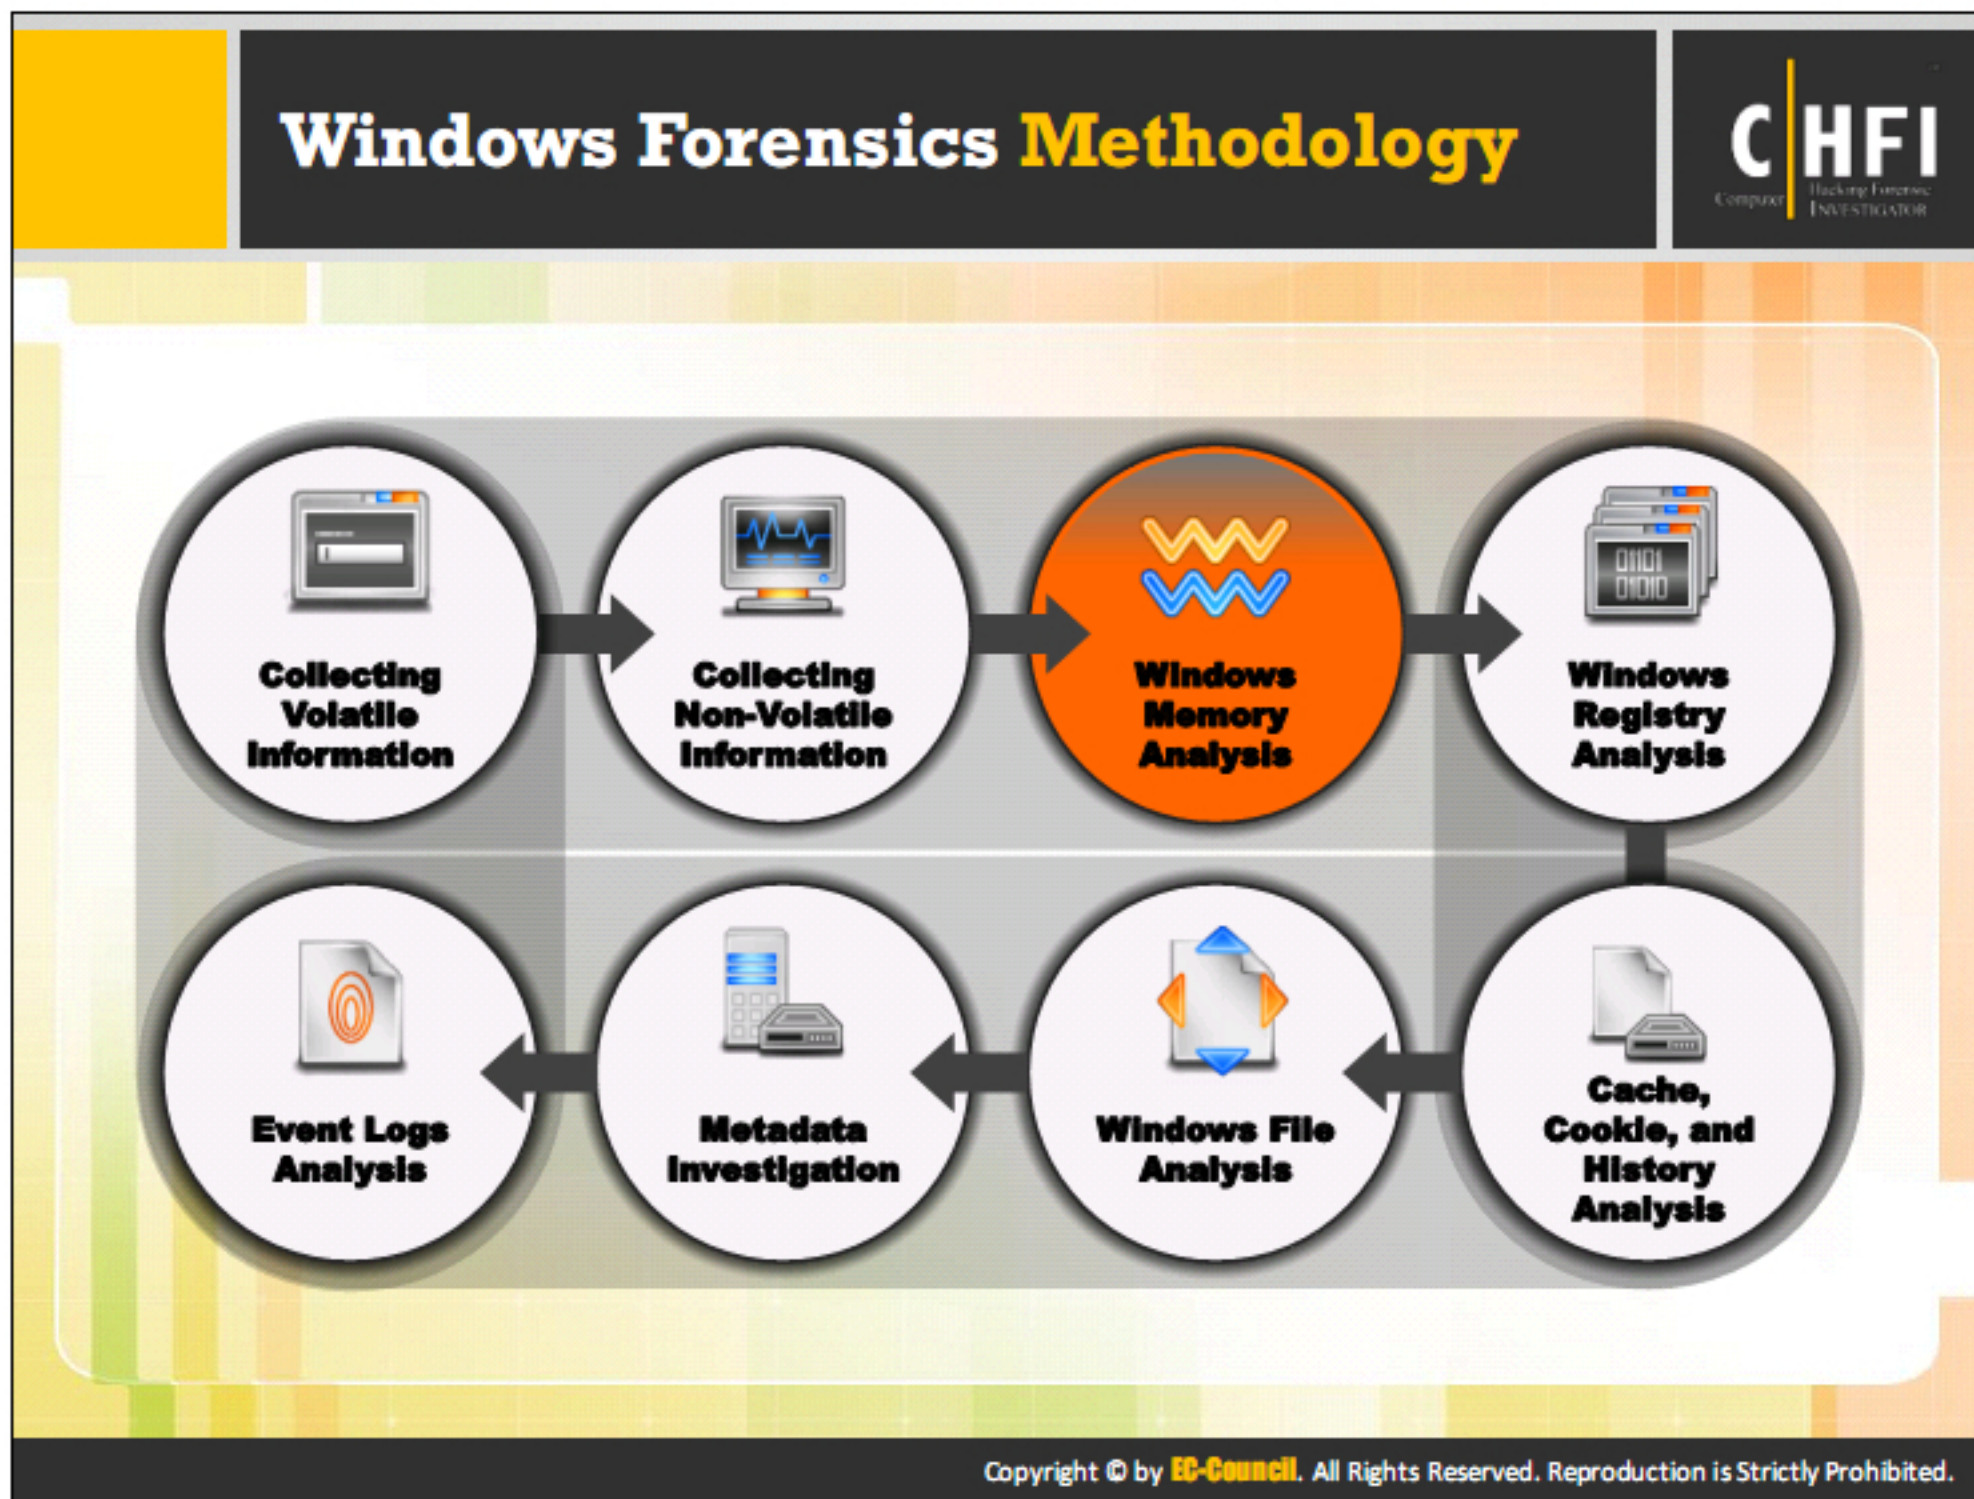 Windows Forensics Methodology
C HFI
Computer
Hacking Forensic
INVESTIGATOR
Collecting
Volatile
Information
Collecting
Non-Volatile
Information
Windows
Memory
Analysis
01101
01010
Windows
Registry
Analysis
Cache,
Cookie, and
History
Analysis
Windows File
Analysis
Metadata
Investigation
Event Logs
Analysis
Copyright © by EC-Council. All Rights Reserved. Reproduction is Strictly Prohibited.